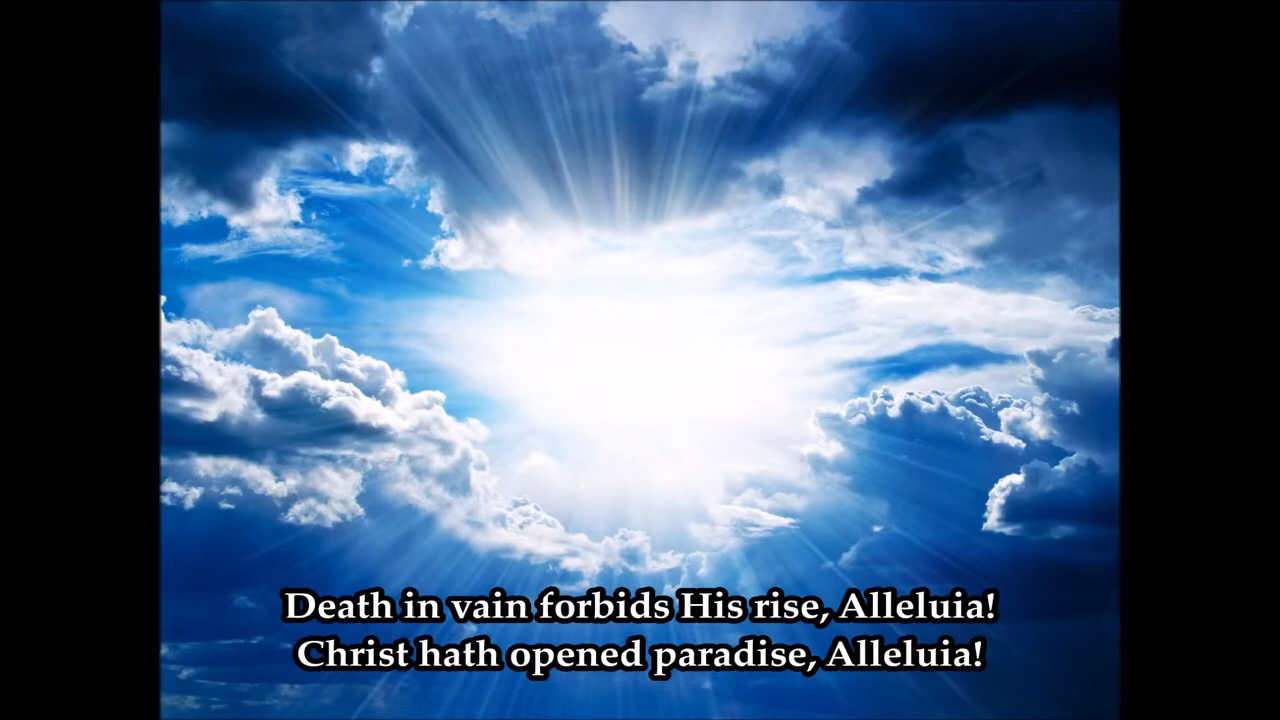 Death in vain forbids His rise, Alleluia!
Christ hath opened paradise, Alleluia!